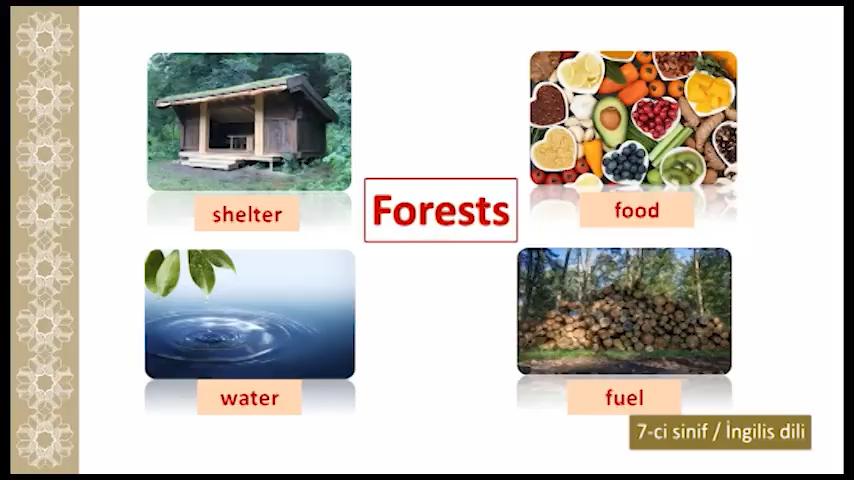 shelter
food
Forests
water
fuel
7-ci sinif / İngilis dili